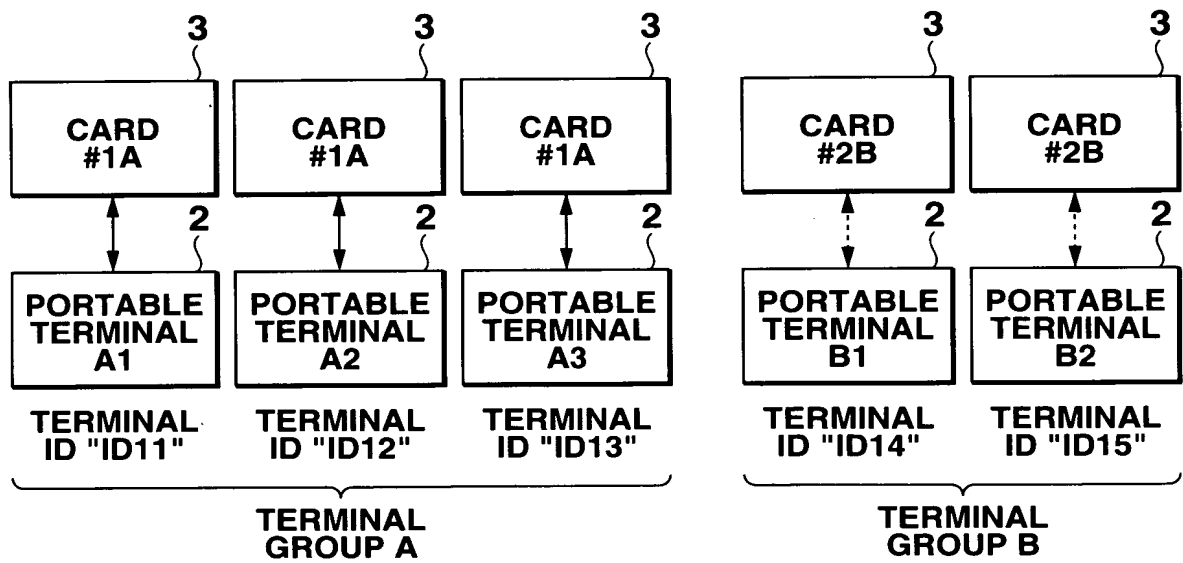 3 3 3 3 3
CARD #1A
CARD #1A
CARD #1A
CARD #2B
CARD #2B
2 2 2 2 2
PORTABLE TERMINAL A1
PORTABLE TERMINAL A2
PORTABLE TERMINAL A3
PORTABLE TERMINAL B1
PORTABLE TERMINAL B2
TERMINAL ID "ID11"
TERMINAL ID "ID12"
TERMINAL ID "ID13"
TERMINAL ID "ID14"
TERMINAL ID "ID15"
TERMINAL GROUP A
TERMINAL GROUP B